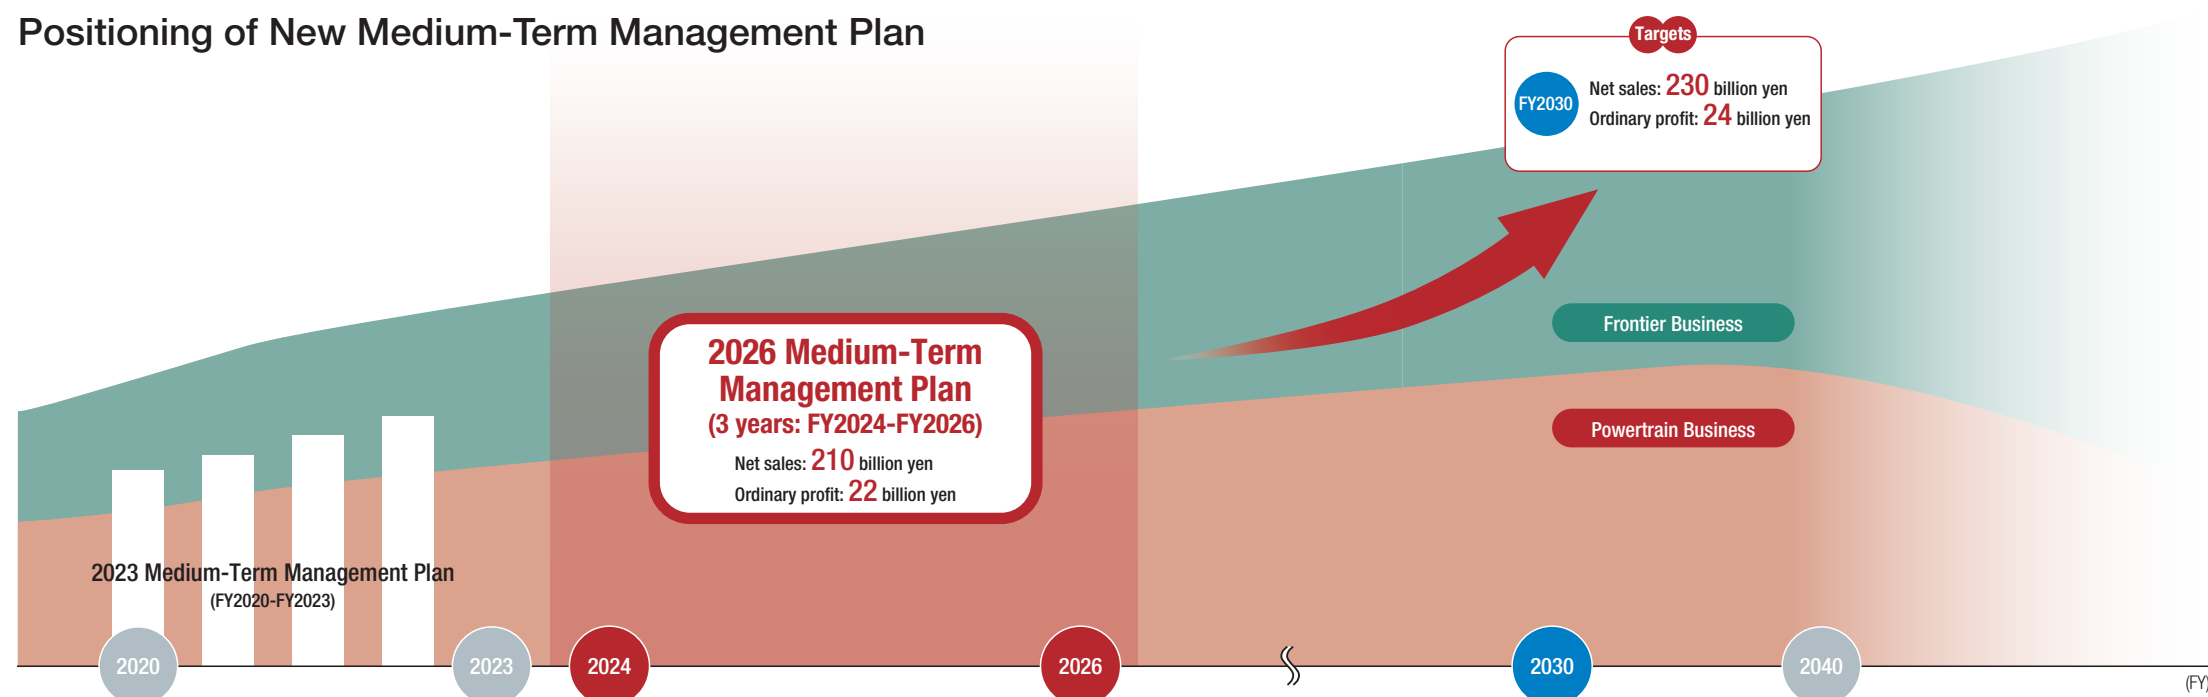 Positioning of New Medium-Term Management Plan
Targets
FY2030
Net sales: 230 billion yen
Ordinary profit: 24 billion yen
2026 Medium-Term
Management Plan
(3 years: FY2024-FY2026)
Net sales: 210 billion yen
Ordinary profit: 22 billion yen
Frontier Business
Powertrain Business
2023 Medium-Term Management Plan
(FY2020-FY2023)
2020
2023
2024
2026
2030
2040
(FY)